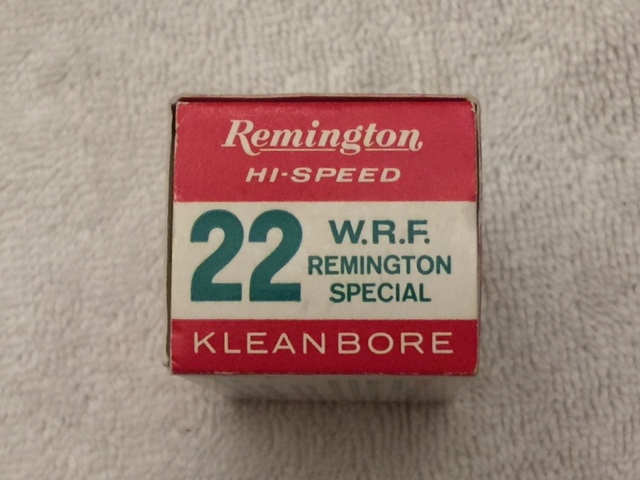 Remington
HI-SPEED
22 W.R.F.
REMINGTON
SPECIAL
KLEANBORE